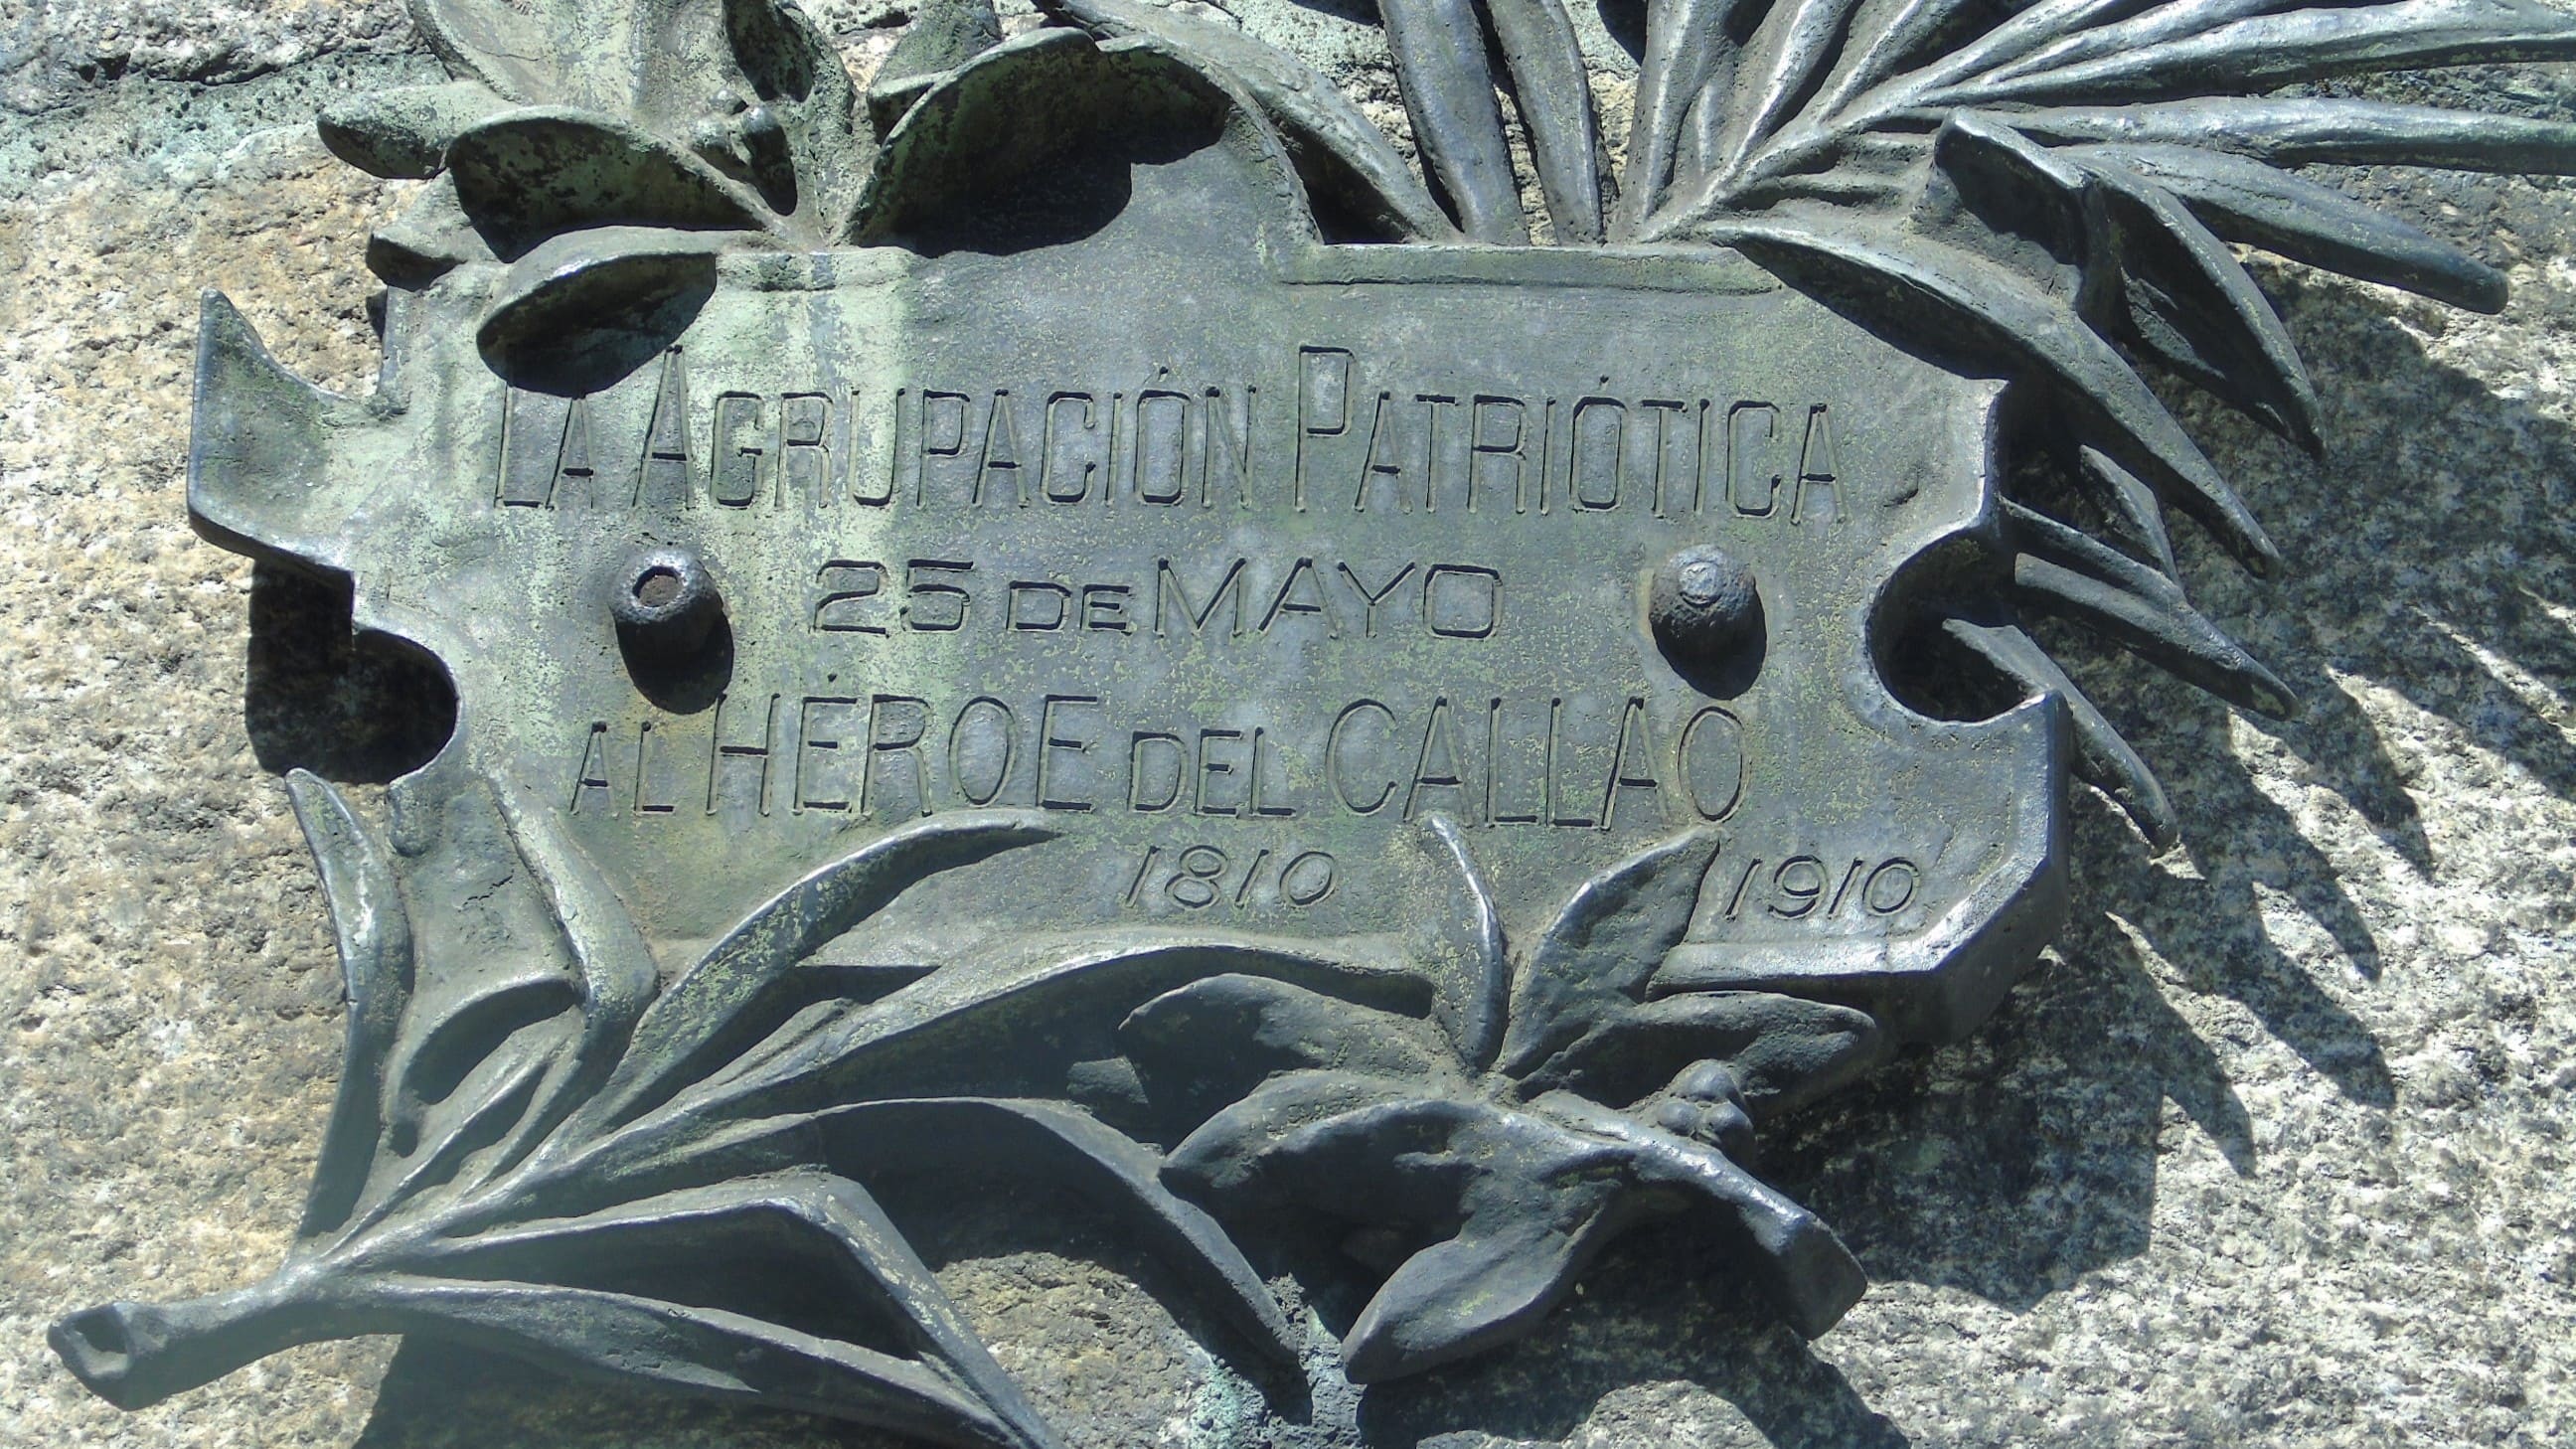 LA AGRUPACIÓN PATRIÓTICA
25 DE MAYO
AL HÉROE DEL CALLAO
1810 1910